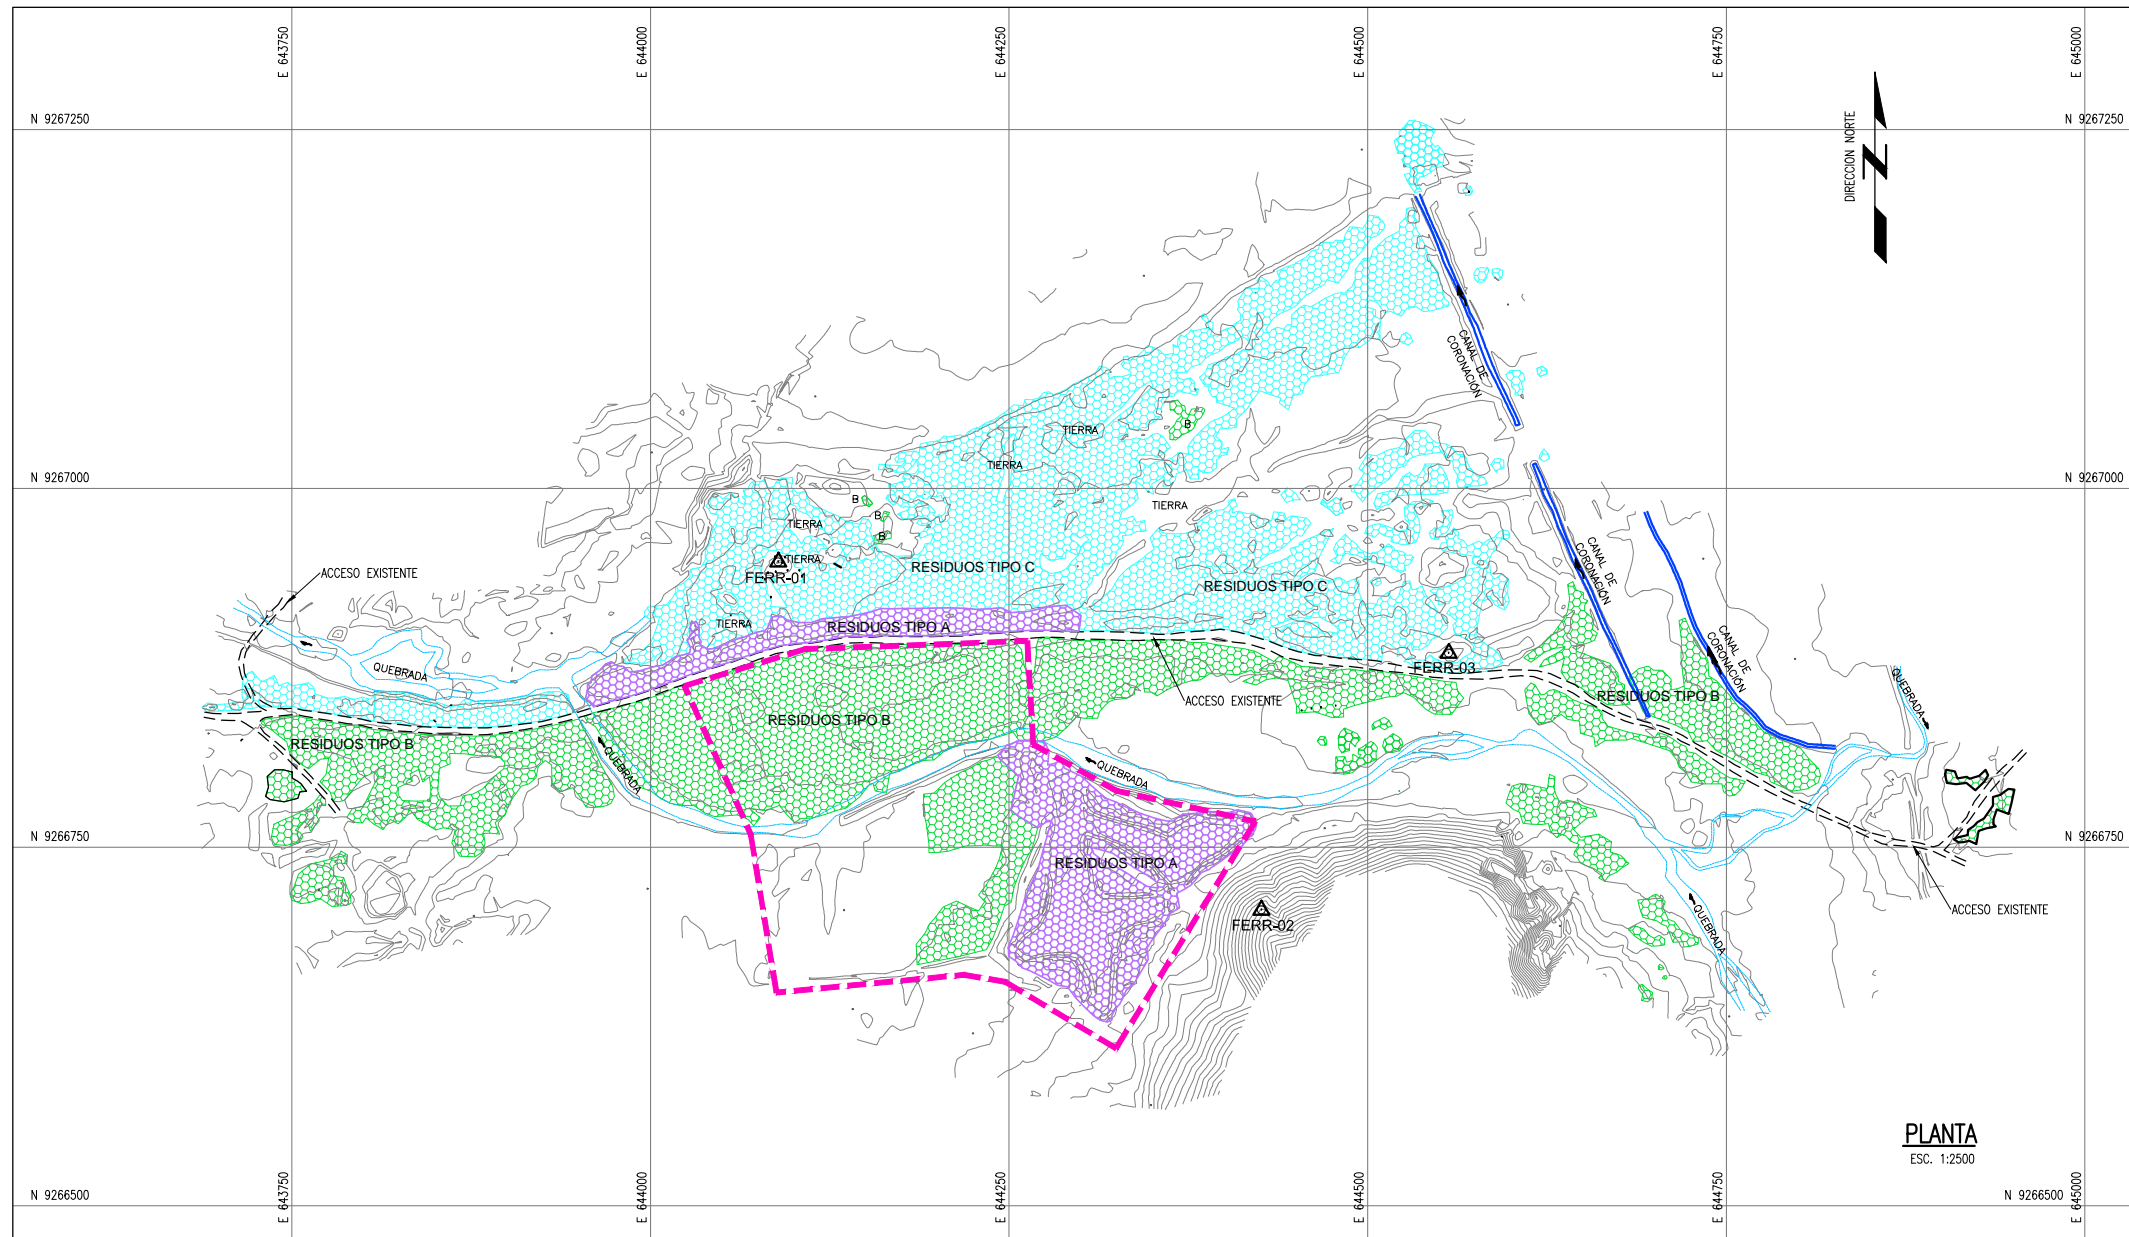 E 643750
E 644000
E 644250
E 644500
E 644750
E 645000
N 9267250
N 9267250
DIRECCION NORTE
N
CANAL DE
CORONACIÓN
B
TIERRA
TIERRA
N 9267000
N 9267000
B
TIERRA
B
TIERRA
B
TIERRA
FERR-01
RESIDUOS TIPO C
RESIDUOS TIPO C
CANAL DE
CORONACIÓN
ACCESO EXISTENTE
TIERRA
RESIDUOS TIPO A
FERR-03
CANAL DE
CORONACIÓN
QUEBRADA
QUEBRADA
RESIDUOS TIPO B
ACCESO EXISTENTE
RESIDUOS TIPO B
RESIDUOS TIPO B
QUEBRADA
QUEBRADA
N 9266750
N 9266750
RESIDUOS TIPO A
FERR-02
QUEBRADA
ACCESO EXISTENTE
PLANTA
ESC. 1:2500
N 9266500
N 9266500
E 643750
E 644000
E 644250
E 644500
E 644750
E 645000